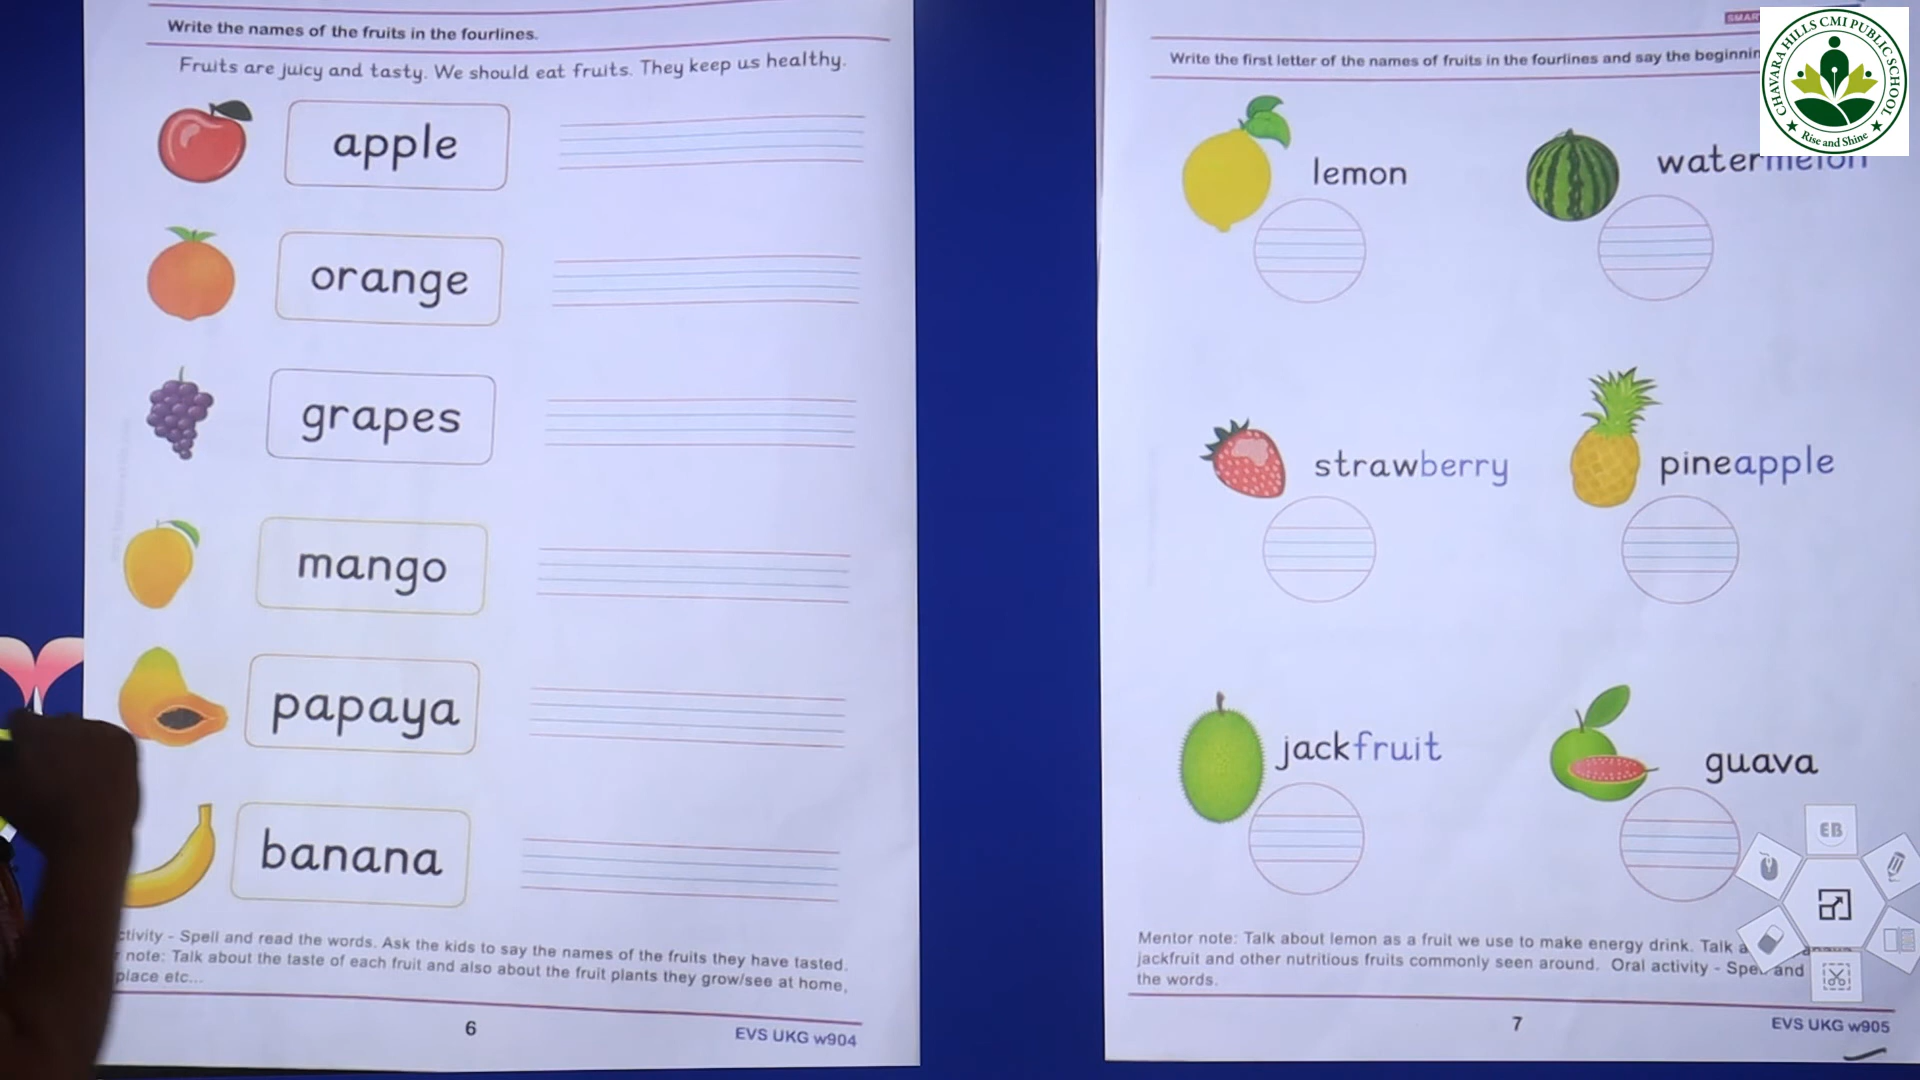 Write the names of the fruits in the fourlines.
Fruits are juicy and tasty. We should eat fruits. They keep us healthy.
apple
orange
grapes
mango
papaya
banana
- Spell and read the words. Ask the kids to say the names of the fruits they have tasted.
note: Talk about the taste of each fruit and also about the fruit plants they grow/see at home,
place etc...
6
EVS UKG w904
Write the first letter of the names of fruits in the fourlines and say the
lemon
watermelon
strawberry
pineapple
jackfruit
guava
Mentor note: Talk about lemon as a fruit we use to make energy drink. Talk
jackfruit and other nutritious fruits commonly seen around. Oral activity - and
the words.
7
EVS UKG w905
CHAVARA HILLS CMI PUBLIC SCHOOL
Rise and Shine
EB